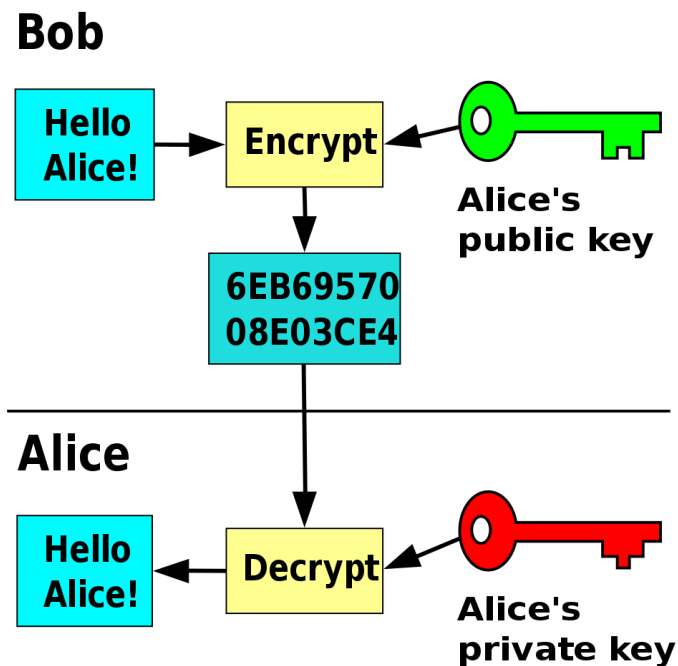 Bob
Hello
Alice!
Encrypt
Alice's
public key
6EB69570
08E03CE4
Alice
Hello
Alice!
Decrypt
Alice's
private key